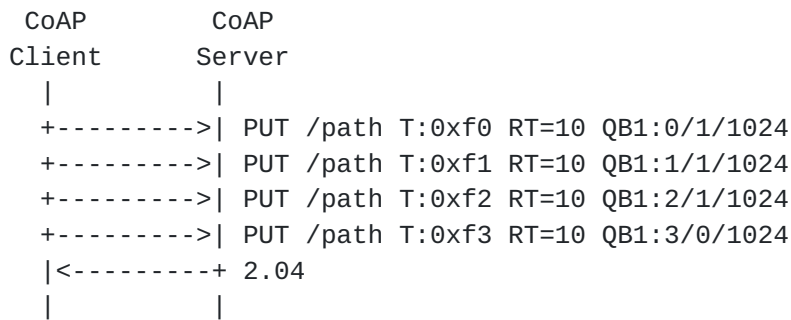 CoAP        CoAP
Client      Server
|          |
+--------->| PUT /path T:0xf0 RT=10 QB1:0/1/1024
+--------->| PUT /path T:0xf1 RT=10 QB1:1/1/1024
+--------->| PUT /path T:0xf2 RT=10 QB1:2/1/1024
+--------->| PUT /path T:0xf3 RT=10 QB1:3/0/1024
|<---------+ 2.04
|          |